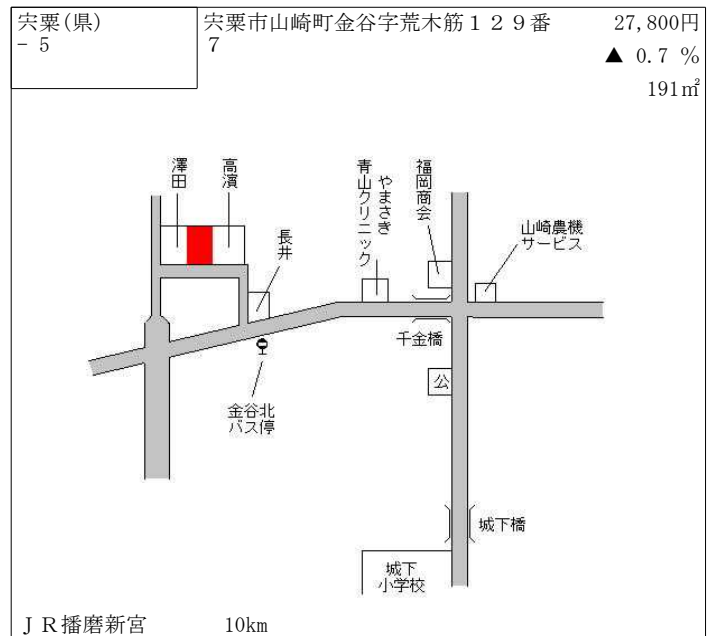 宍粟(県)
－ 5
宍粟市山崎町金谷字荒木筋１２９番
７
27,800円
▲ 0.7 %
191㎡
澤田
高濱
長井
やまさき
青山クリニック
福岡商会
山崎農機
サービス
千金橋
公
金谷北
バス停
城下橋
城下
小学校
ＪＲ播磨新宮 10km